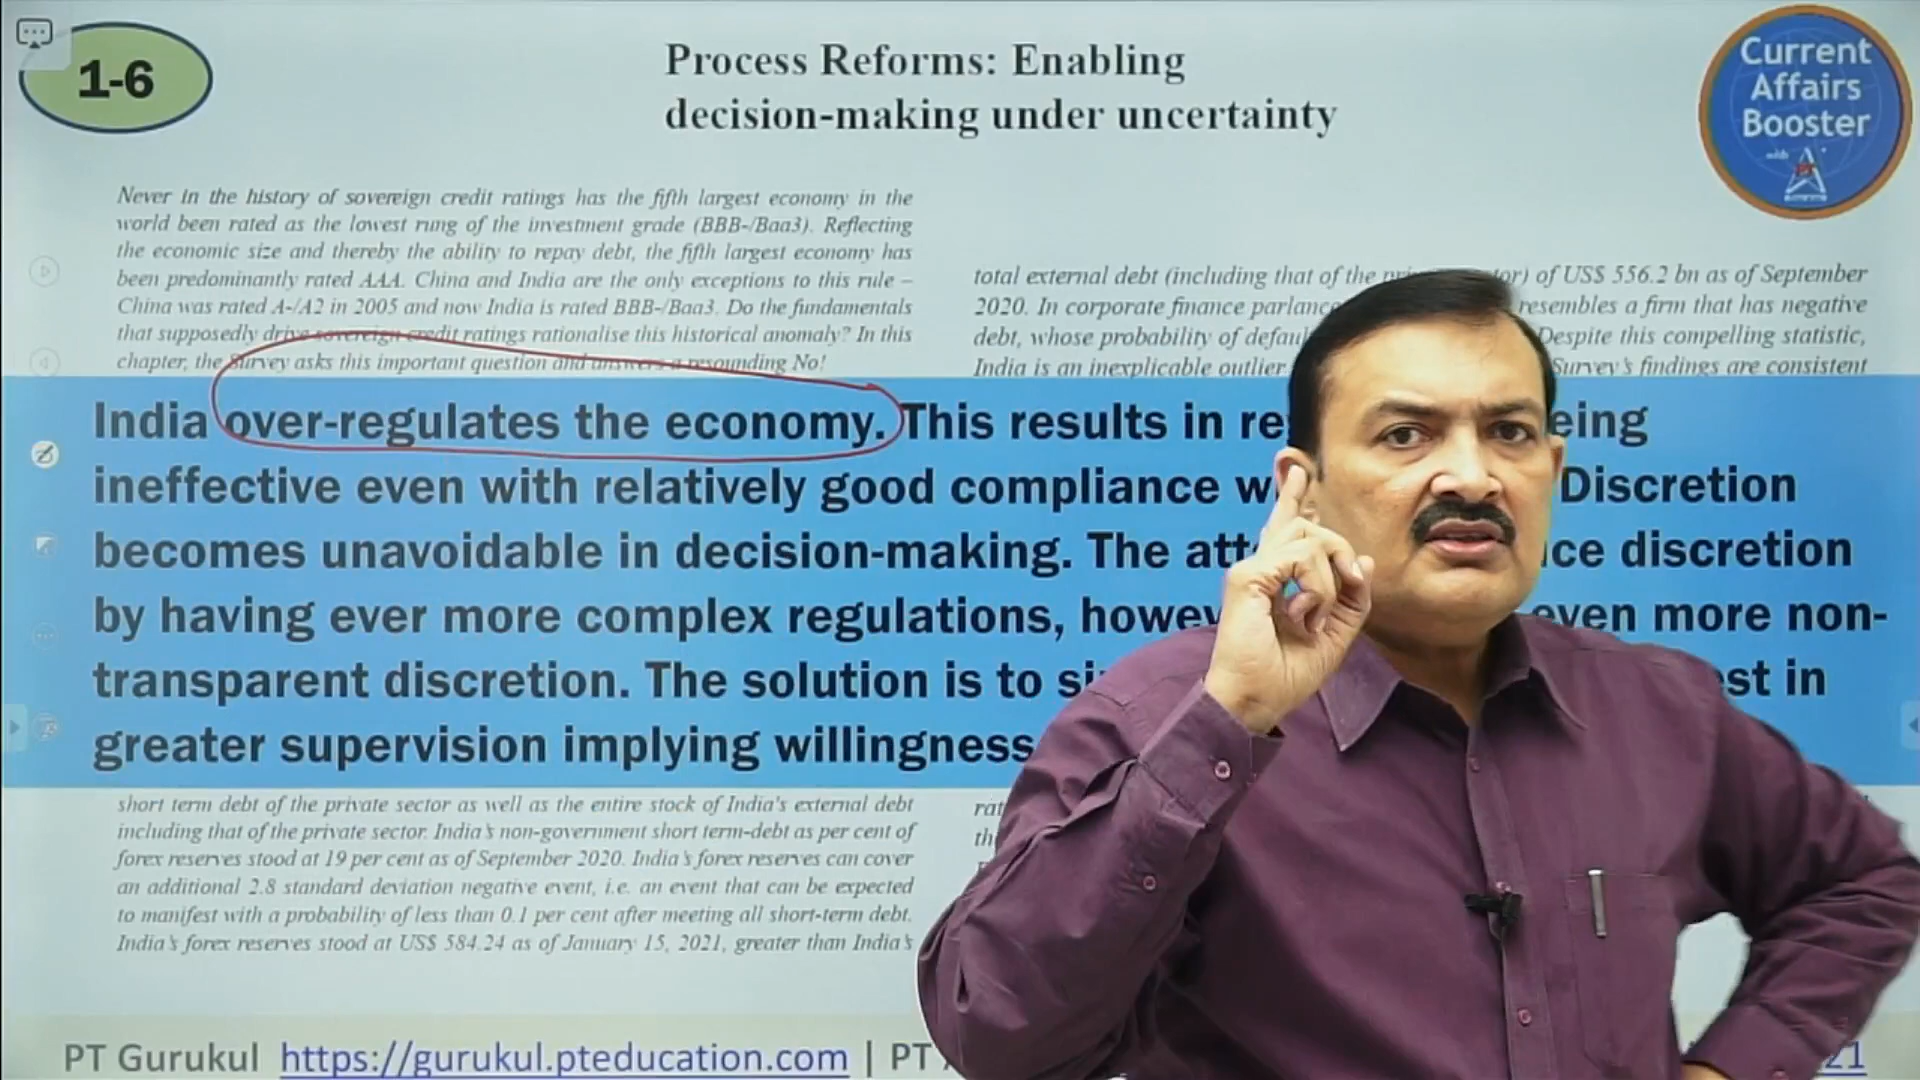 1-6
Process Reforms: Enabling
decision-making under uncertainty
Current
Affairs
Booster
with
Never in the history of sovereign credit ratings has the fifth largest economy in the
world been rated as the lowest rung of the investment grade (BBB-/Baa3). Reflecting
the economic size and thereby the ability to repay debt, the fifth largest economy has
been predominantly rated AAA. China and India are the only exceptions to this rule –
China was rated A-/A2 in 2005 and now India is rated BBB-/Baa3. Do the fundamentals
that supposedly drive sovereign credit ratings rationalise this historical anomaly? In this
chapter, the Survey asks this important question and answers a resounding No!
total external debt (including that of the of US$ 556.2 bn as of September
2020. In corporate finance parlance resembles a firm that has negative
debt, whose probability of Despite this compelling statistic,
India is an inexplicable outlier Survey's findings are consistent
India over-regulates the economy. This results in
ineffective even with relatively good compliance Discretion
becomes unavoidable in decision-making. The discretion
by having ever more complex regulations, even more non-
transparent discretion. The solution is to in
greater supervision implying willingness
short term debt of the private sector as well as the entire stock of India's external debt
including that of the private sector. India's non-government short term-debt as per cent of
forex reserves stood at 19 per cent as of September 2020. India's forex reserves can cover
an additional 2.8 standard deviation negative event, i.e. an event that can be expected
to manifest with a probability of less than 0.1 per cent after meeting all short-term debt.
India's forex reserves stood at US$ 584.24 as of January 15, 2021, greater than India's
PT Gurukul https://gurukul.pteducation.com | PT